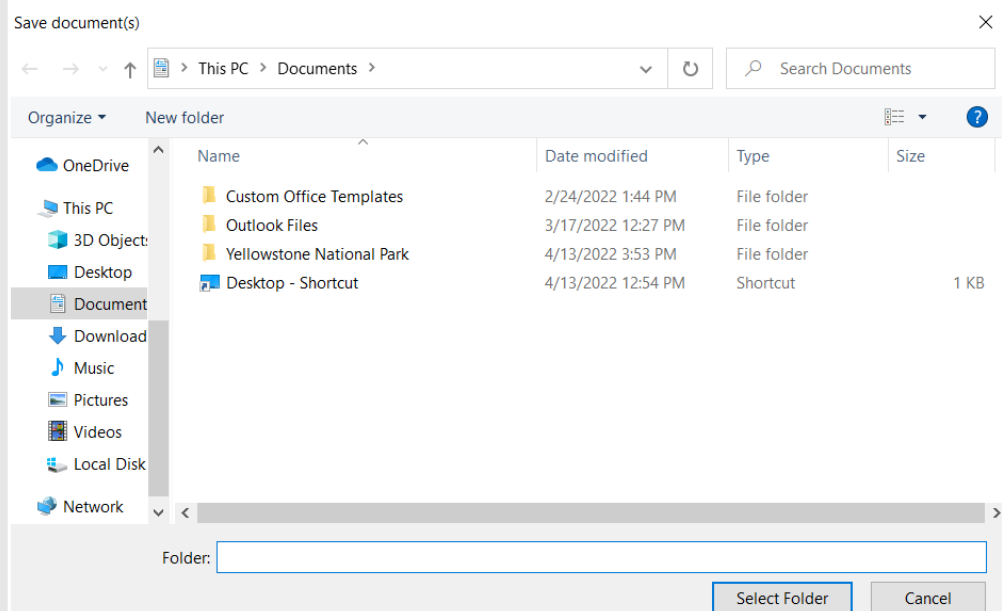 Save document(s)
This PC > Documents >
Search Documents
Organize
New folder
?
Name
Date modified
Type
Size
OneDrive
This PC
3D Object
Desktop
Document
Download
Music
Pictures
Videos
Local Disk
Network
Custom Office Templates 2/24/2022 1:44 PM File folder
Outlook Files 3/17/2022 12:27 PM File folder
Yellowstone National Park 4/13/2022 3:53 PM File folder
Desktop - Shortcut 4/13/2022 12:54 PM Shortcut 1 KB
Folder:
Select Folder
Cancel